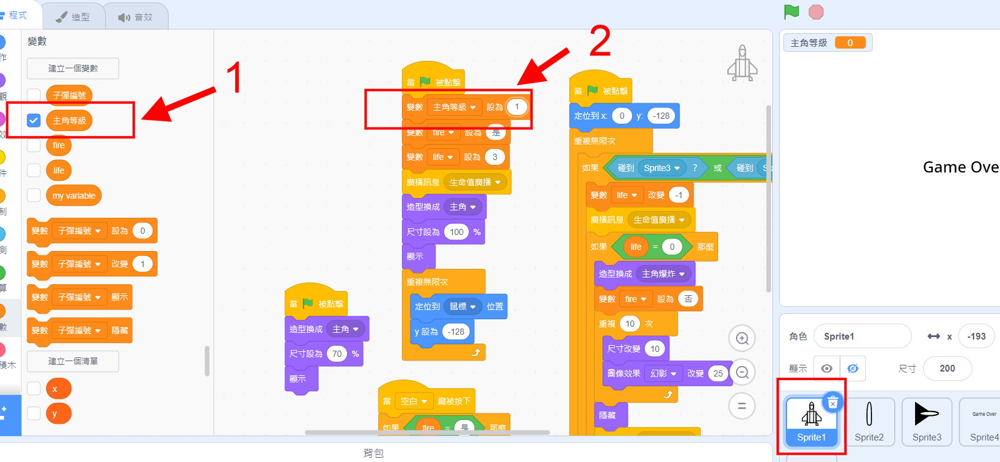 程式
造型
音效
作
觀
效
件
制
測
算
數
積木
變數
建立一個變數
子彈編號
主角等級
fire
life
my variable
變數 子彈編號 設為 0
變數 子彈編號 改變 1
變數 子彈編號 顯示
變數 子彈編號 隱藏
建立一個清單
x
y
1
2
當 被點擊
造型換成 主角
尺寸設為 70 %
顯示
當 被點擊
變數 主角等級 設為 1
變數 fire 設為 是
變數 life 設為 3
廣播訊息 生命值廣播
造型換成 主角
尺寸設為 100 %
顯示
重複無限次
定位到 鼠標 位置
y 設為 -128
當 空白 鍵被按下
如果 fire = 是 那麼
當 被點擊
定位到 x: 0 y: -128
重複無限次
如果 碰到 Sprite3 ? 或 碰到
變數 life 改變 -1
廣播訊息 生命值廣播
如果 life = 0 那麼
造型換成 主角爆炸
變數 fire 設為 否
重複 10 次
尺寸改變 10
圖像效果 幻影 改變 25
隱藏
背包
主角等級 0
Game Ove
角色 Sprite1 x -193
顯示 尺寸 200
Sprite1
Sprite2
Sprite3
Game Over
Sprite4